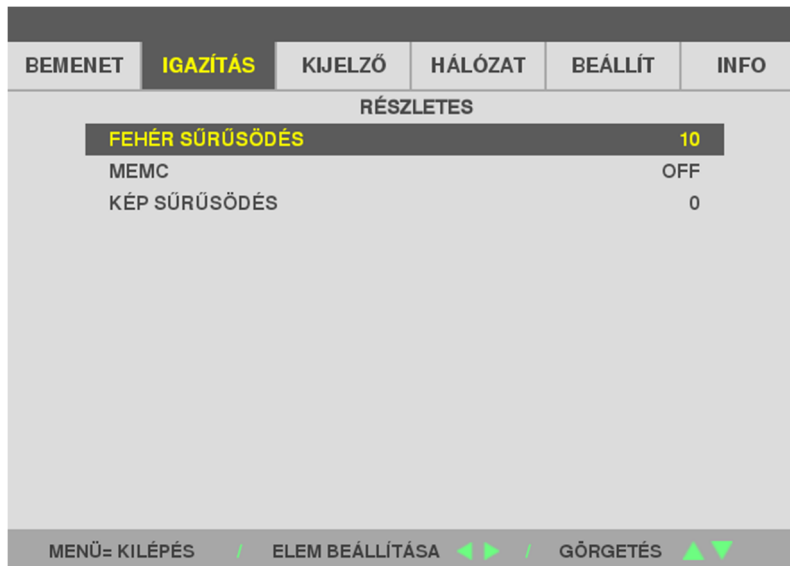 BEMENET IGAZÍTÁS KIJELZŐ HÁLÓZAT BEÁLLÍT INFO
RÉSZLETES
FEHÉR SŰRŰSÖDÉS 10
MEMC OFF
KÉP SŰRŰSÖDÉS 0
MENÜ= KILÉPÉS / ELEM BEÁLLÍTÁSA ◀ ▶ / GÖRGETÉS ▲ ▼